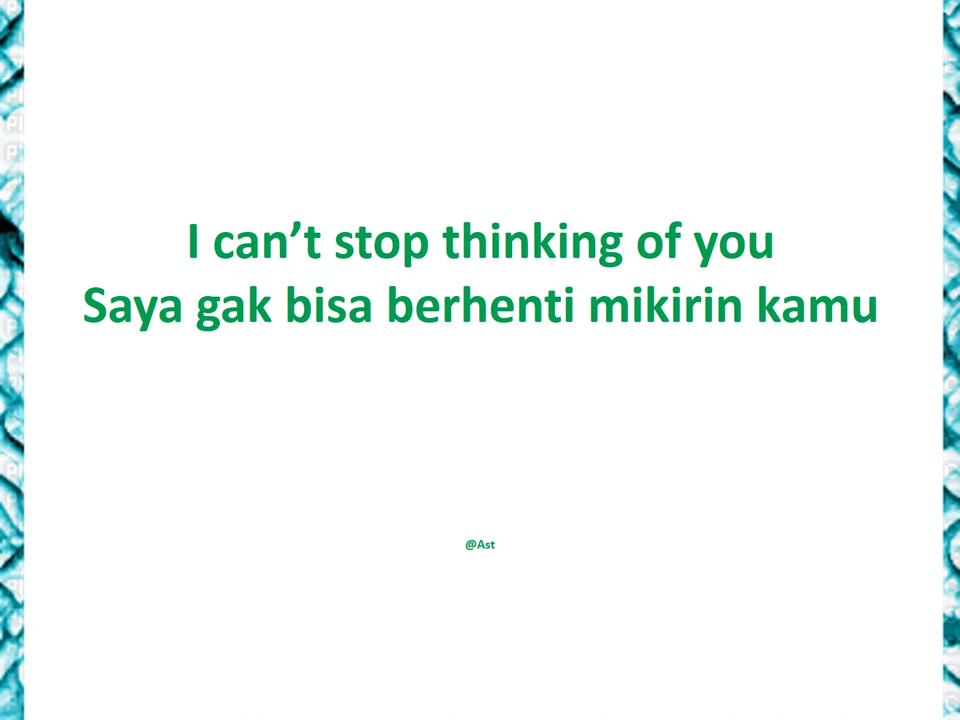 I can’t stop thinking of you
Saya gak bisa berhenti mikirin kamu
@Ast